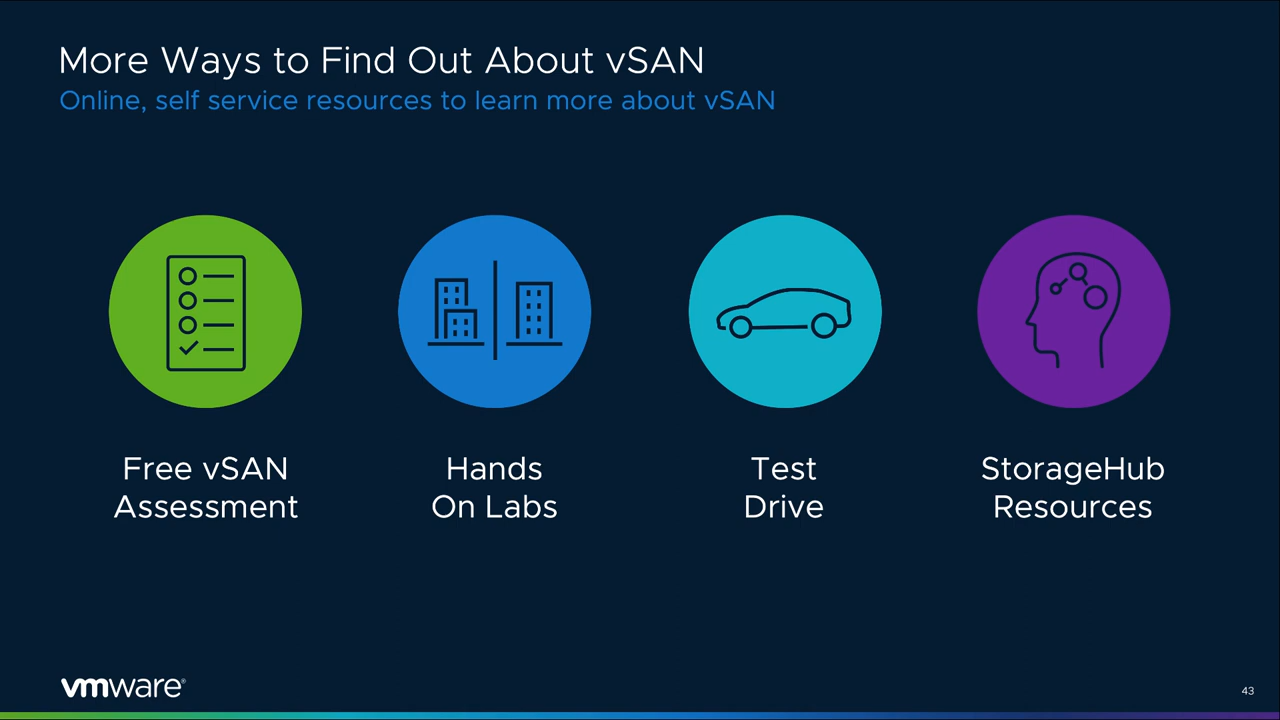 More Ways to Find Out About vSAN
Online, self service resources to learn more about vSAN
Free vSAN
Assessment
Hands
On Labs
Test
Drive
StorageHub
Resources
vmware®
43